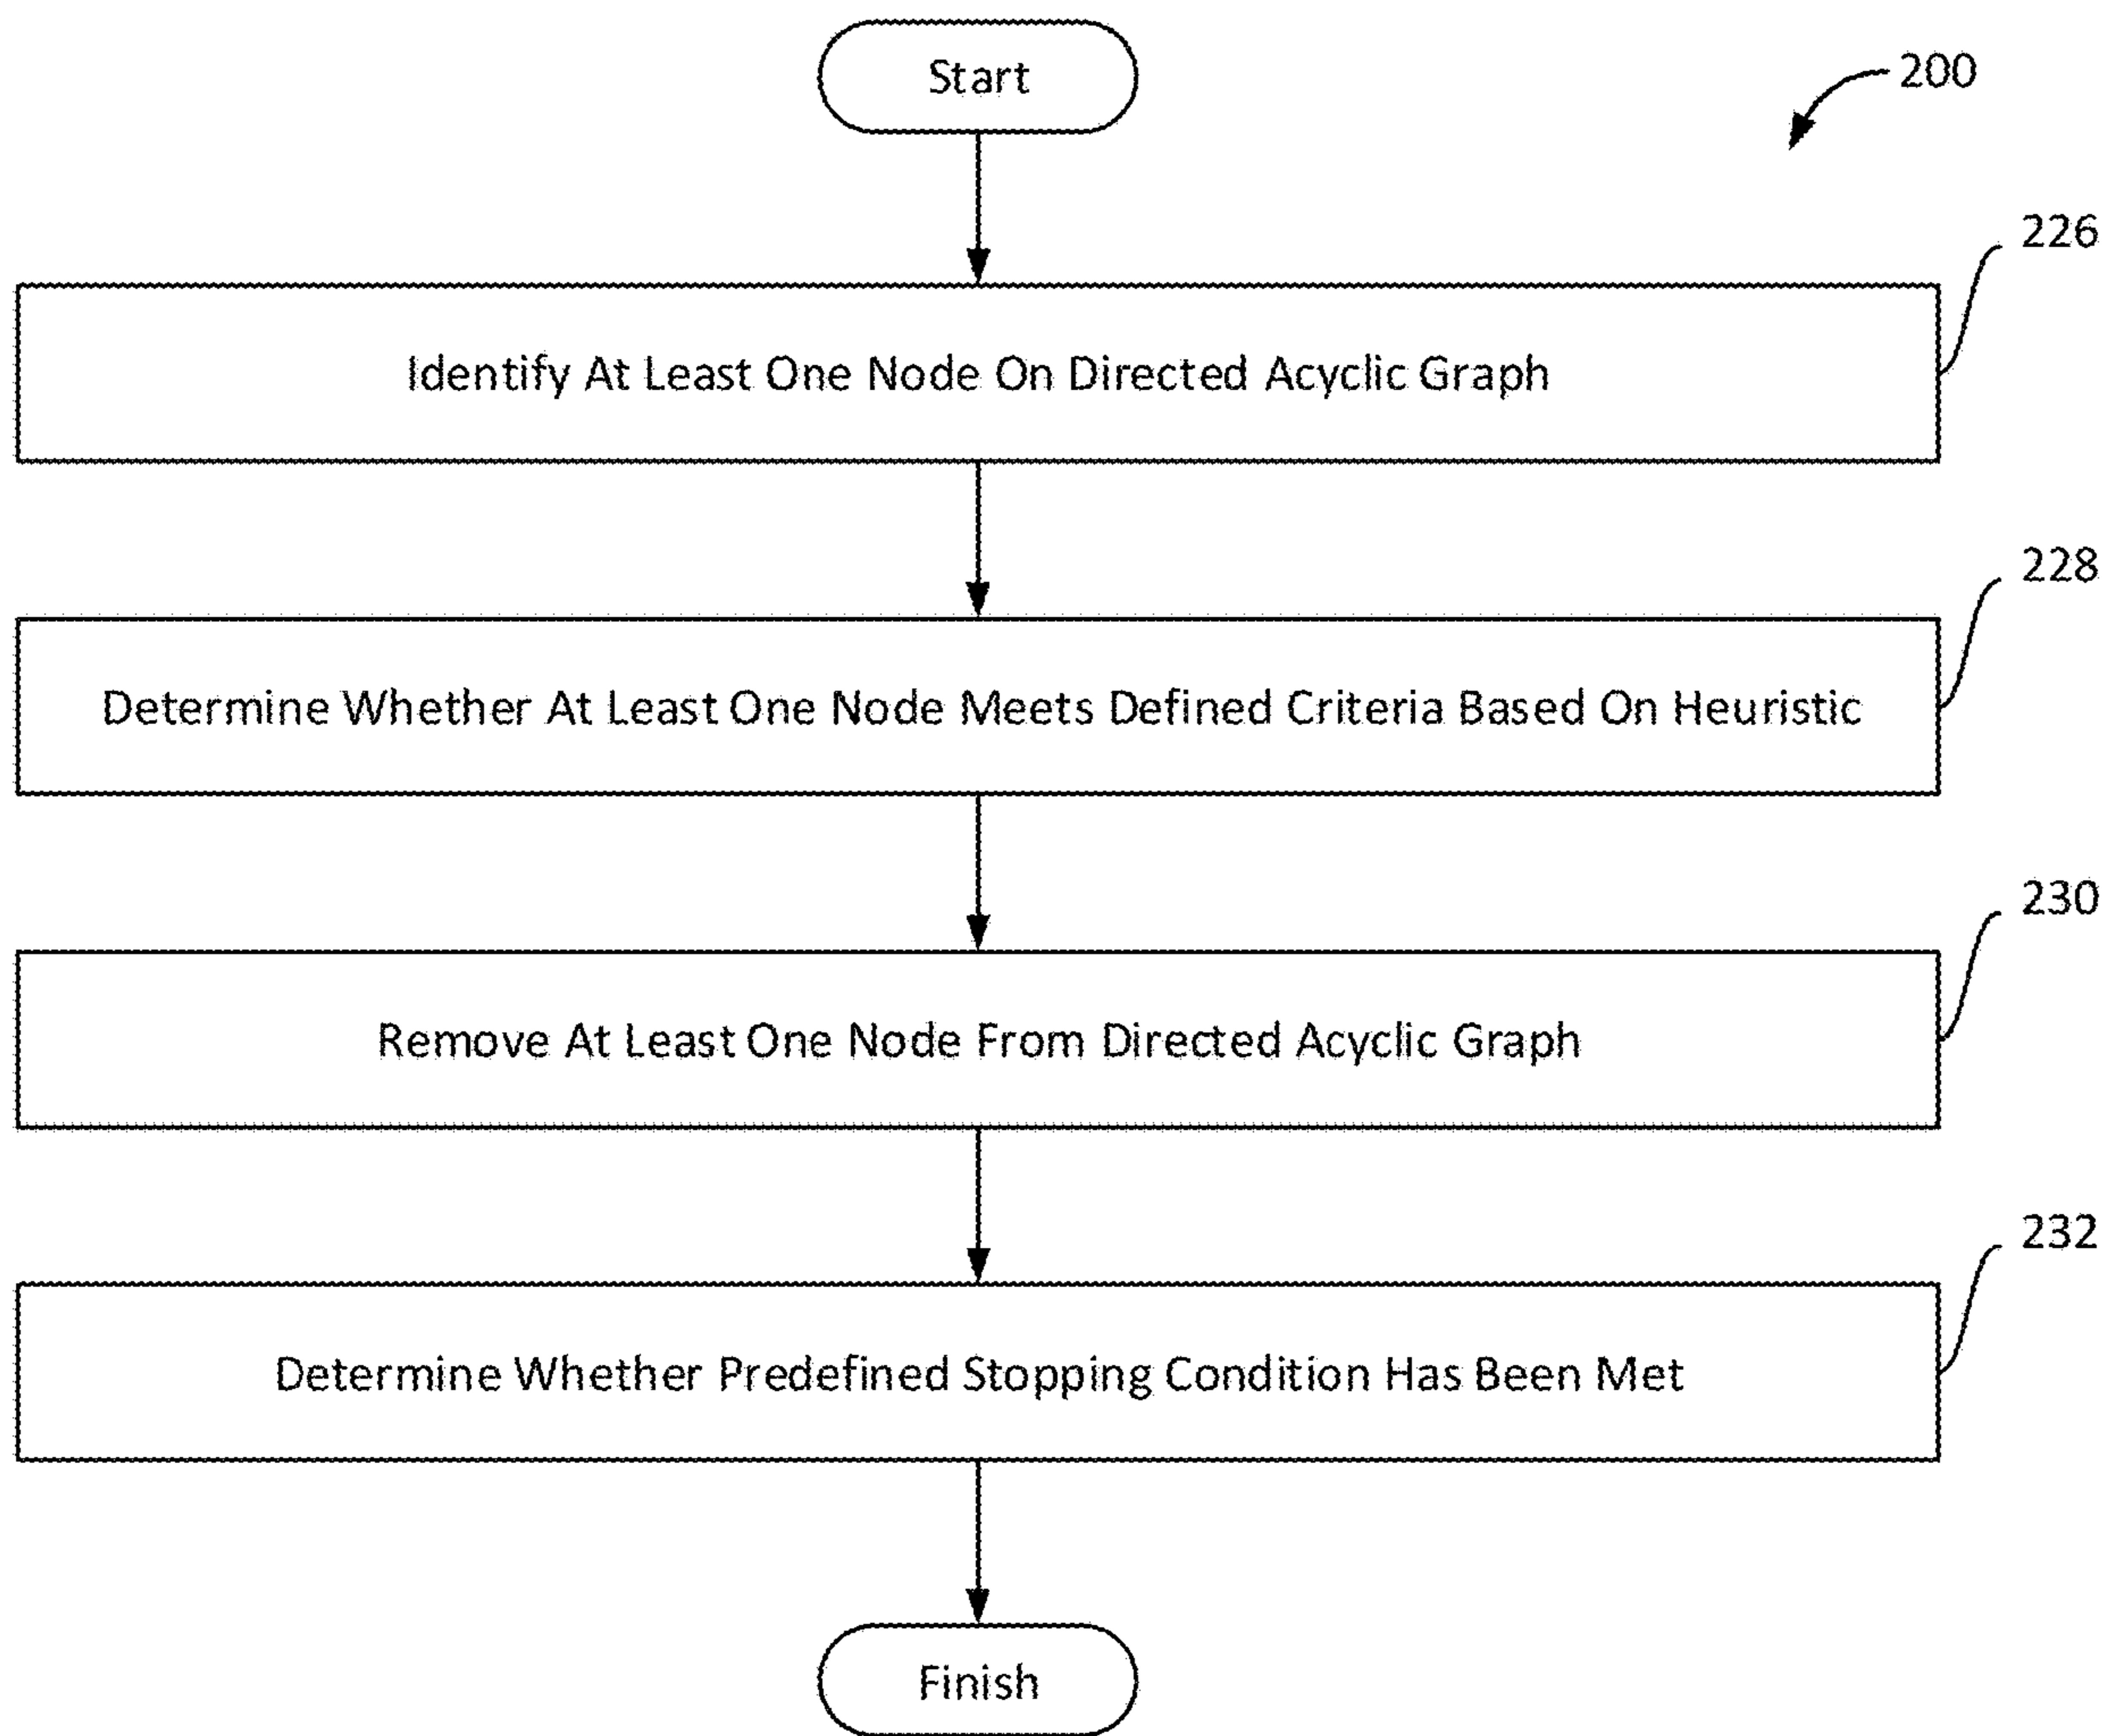 Start
200
226
Identify At Least One Node On Directed Acyclic Graph
228
Determine Whether At Least One Node Meets Defined Criteria Based On Heuristic
230
Remove At Least One Node From Directed Acyclic Graph
232
Determine Whether Predefined Stopping Condition Has Been Met
Finish